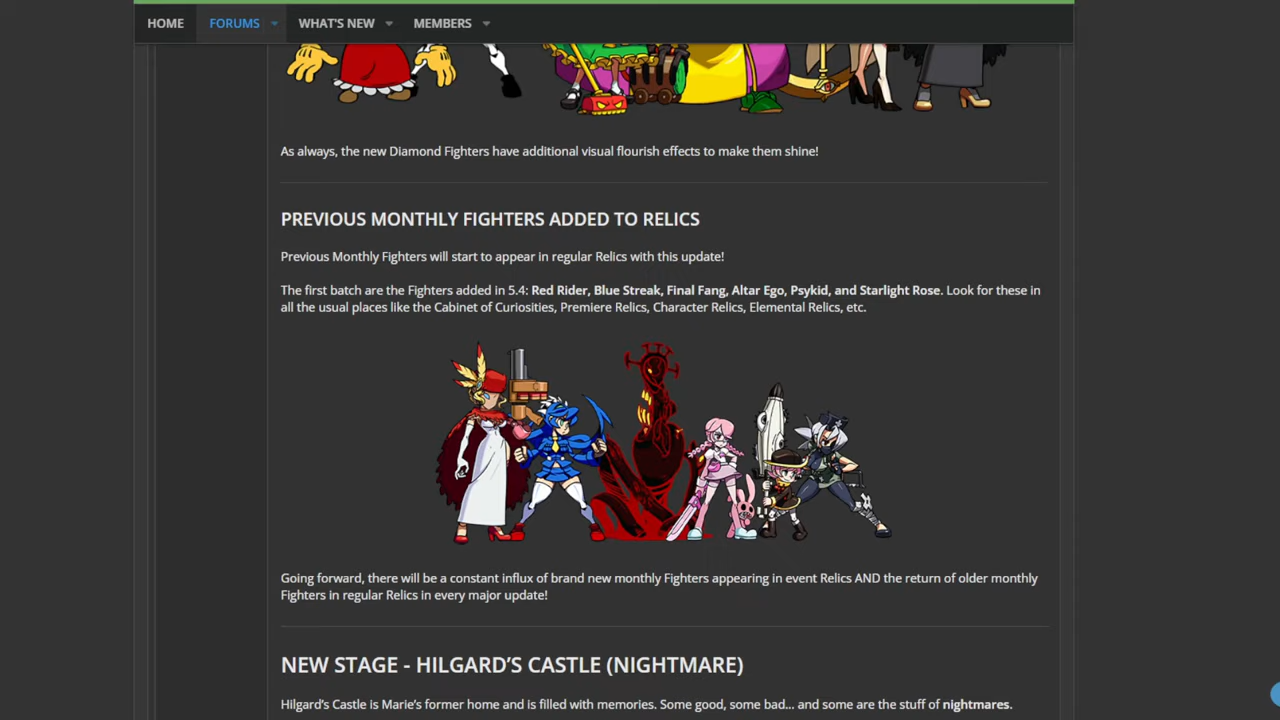 HOME FORUMS WHAT'S NEW MEMBERS
As always, the new Diamond Fighters have additional visual flourish effects to make them shine!
PREVIOUS MONTHLY FIGHTERS ADDED TO RELICS
Previous Monthly Fighters will start to appear in regular Relics with this update!
The first batch are the Fighters added in 5.4: Red Rider, Blue Streak, Final Fang, Altar Ego, Psykid, and Starlight Rose. Look for these in
all the usual places like the Cabinet of Curiosities, Premiere Relics, Character Relics, Elemental Relics, etc.
Going forward, there will be a constant influx of brand new monthly Fighters appearing in event Relics AND the return of older monthly
Fighters in regular Relics in every major update!
NEW STAGE - HILGARD’S CASTLE (NIGHTMARE)
Hilgard’s Castle is Marie’s former home and is filled with memories. Some good, some bad... and some are the stuff of nightmares.